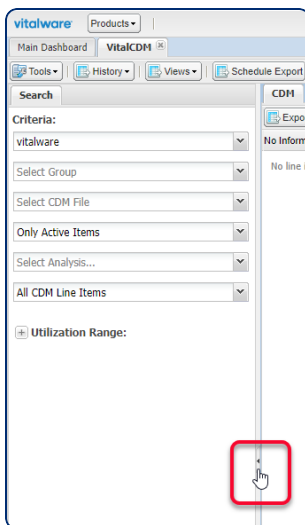 vitalware Products
Main Dashboard VitalCDM
Tools History Views Schedule Export
Search CDM
Criteria: Expo
vitalware No Inform
Select Group No line
Select CDM File
Only Active Items
Select Analysis...
All CDM Line Items
Utilization Range: